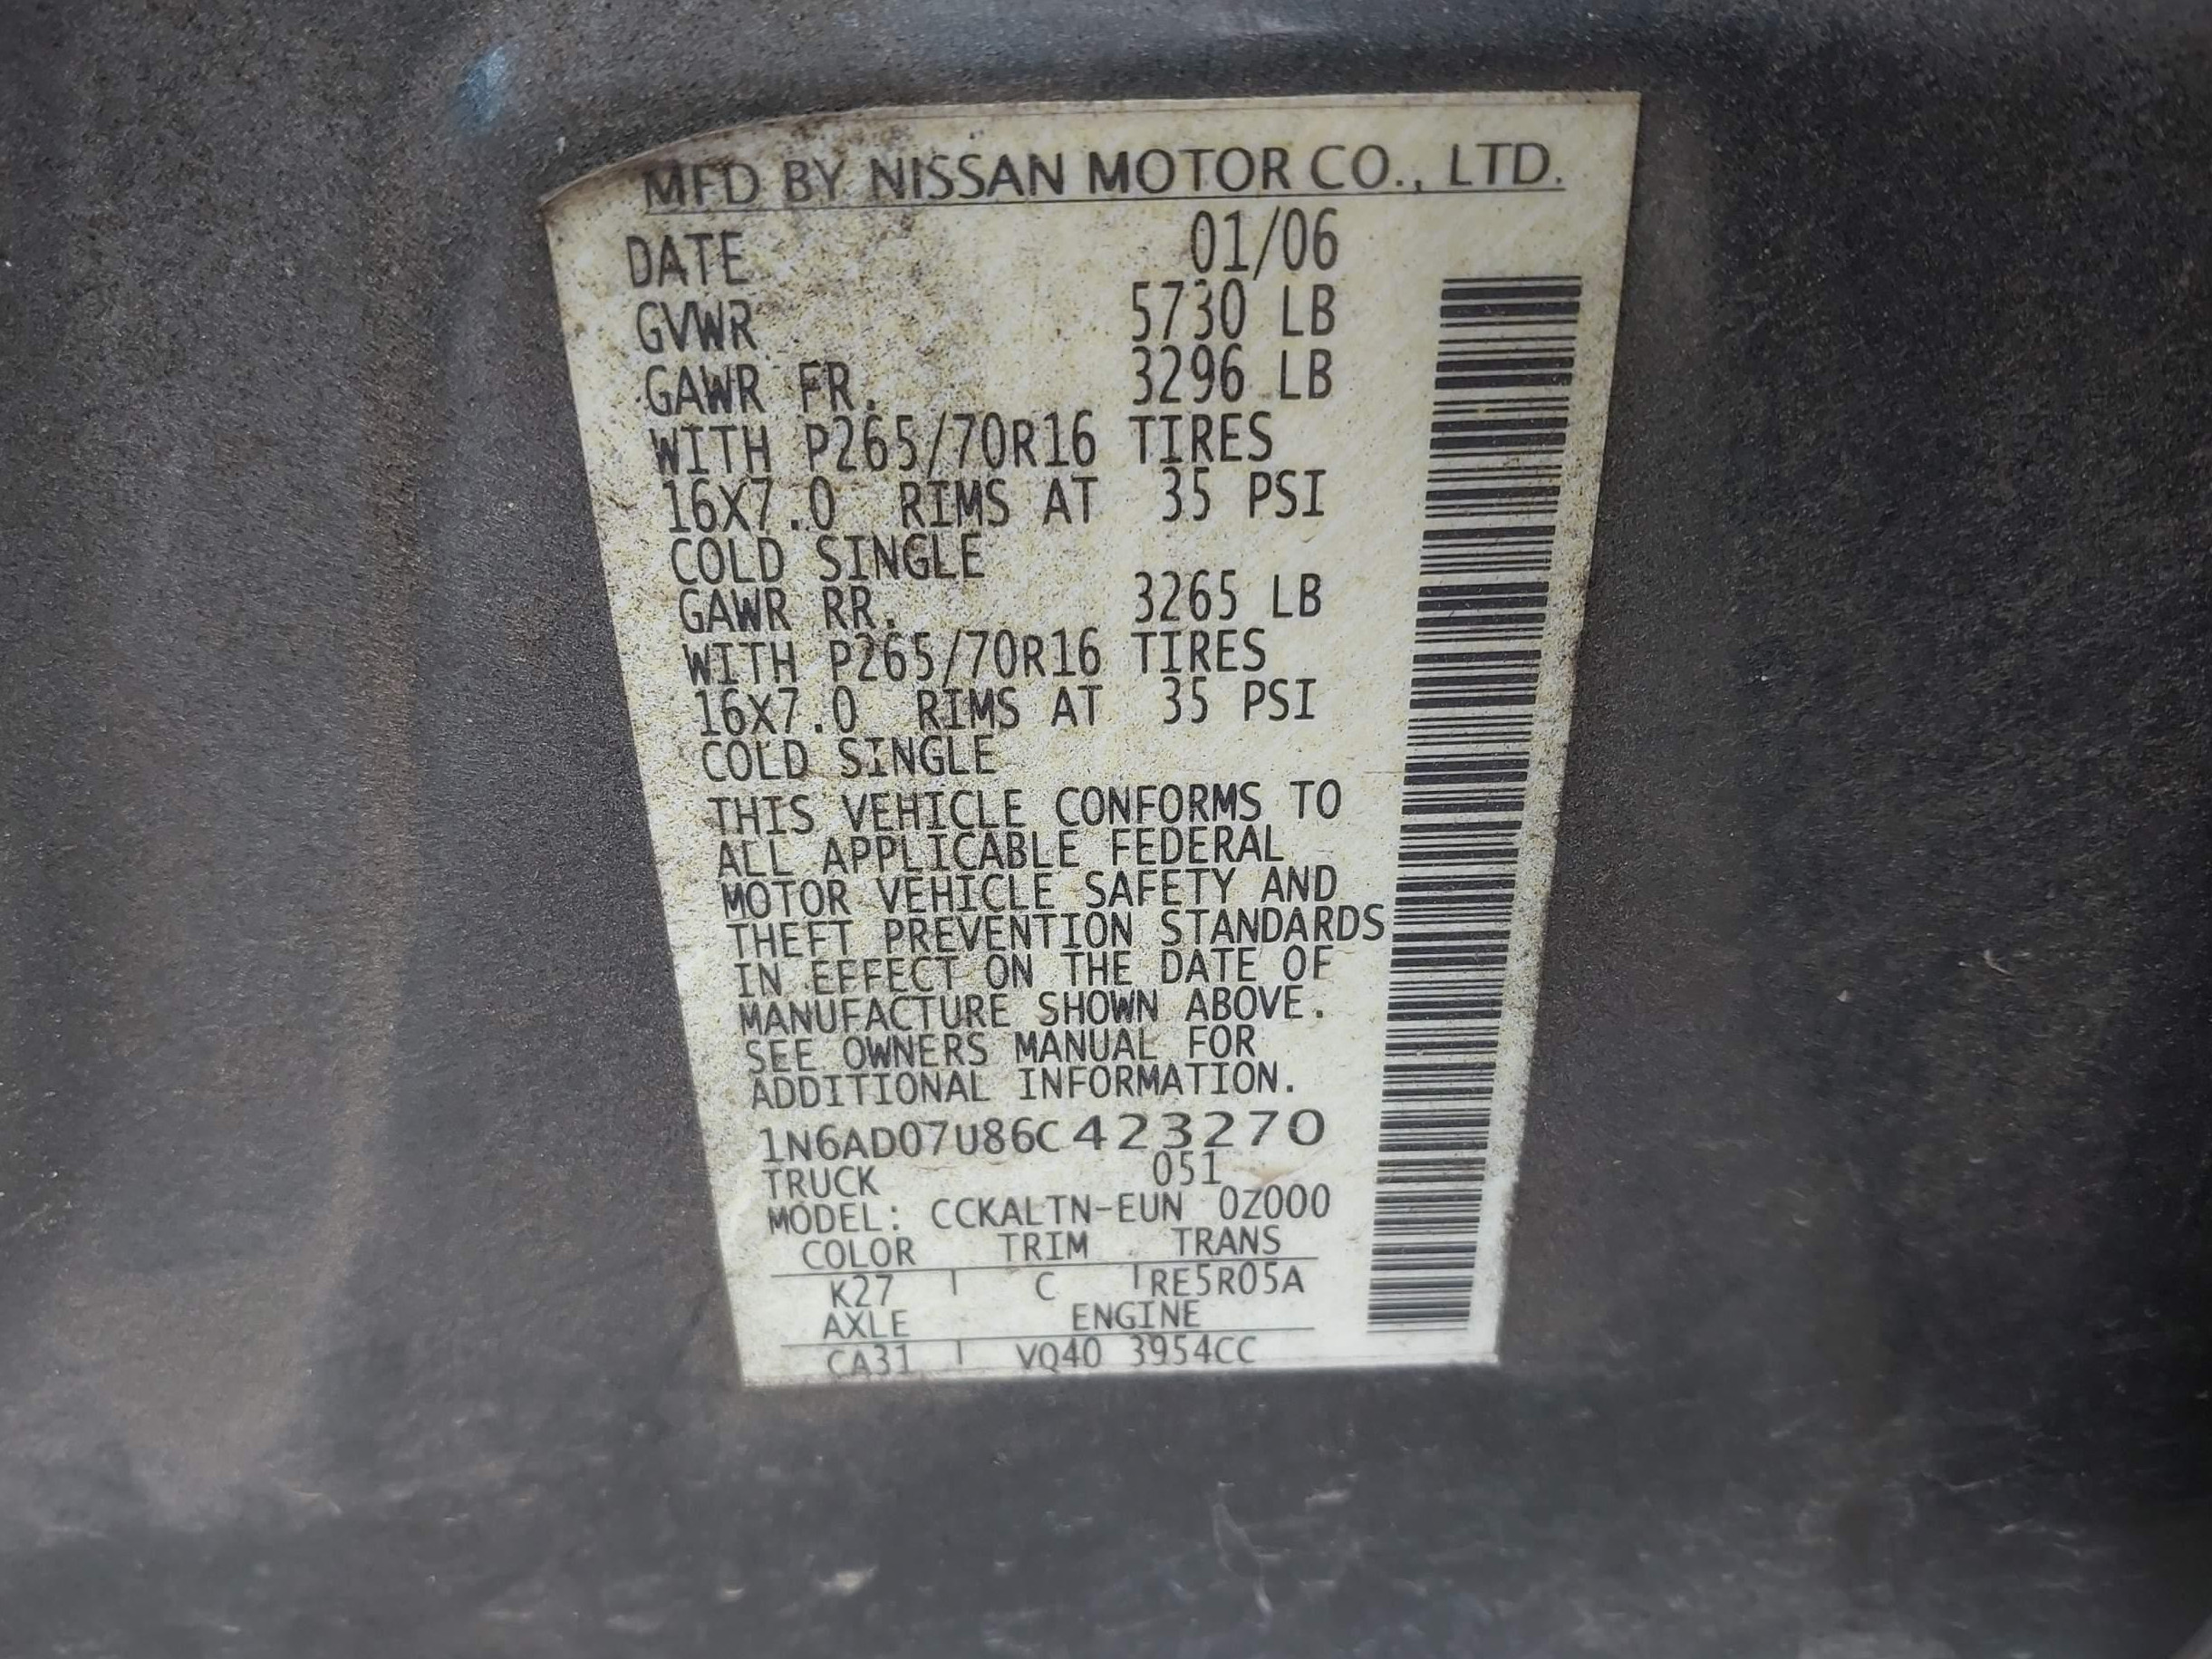 MFD BY NISSAN MOTOR CO., LTD.
DATE 01/06
GVWR 5730 LB
GAWR FR. 3296 LB
WITH P265/70R16 TIRES
16X7.0 RIMS AT 35 PSI
COLD SINGLE
GAWR RR. 3265 LB
WITH P265/70R16 TIRES
16X7.0 RIMS AT 35 PSI
COLD SINGLE
THIS VEHICLE CONFORMS TO
ALL APPLICABLE FEDERAL
MOTOR VEHICLE SAFETY AND
THEFT PREVENTION STANDARDS
IN EFFECT ON THE DATE OF
MANUFACTURE SHOWN ABOVE.
SEE OWNERS MANUAL FOR
ADDITIONAL INFORMATION.
1N6AD07U86C423270
TRUCK 051
MODEL: CCKALTN-EUN 0Z000
COLOR TRIM TRANS
K27 C RE5R05A
AXLE ENGINE
CA31 VQ40 3954CC